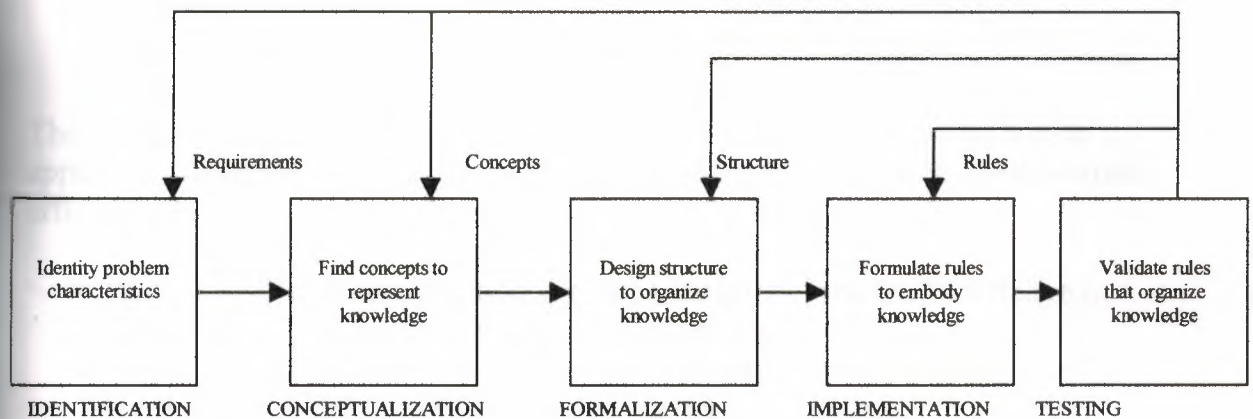 Requirements
Concepts
Structure
Rules
Identity problem
characteristics
Find concepts to
represent
knowledge
Design structure
to organize
knowledge
Formulate rules
to embody
knowledge
Validate rules
that organize
knowledge
IDENTIFICATION
CONCEPTUALIZATION
FORMALIZATION
IMPLEMENTATION
TESTING